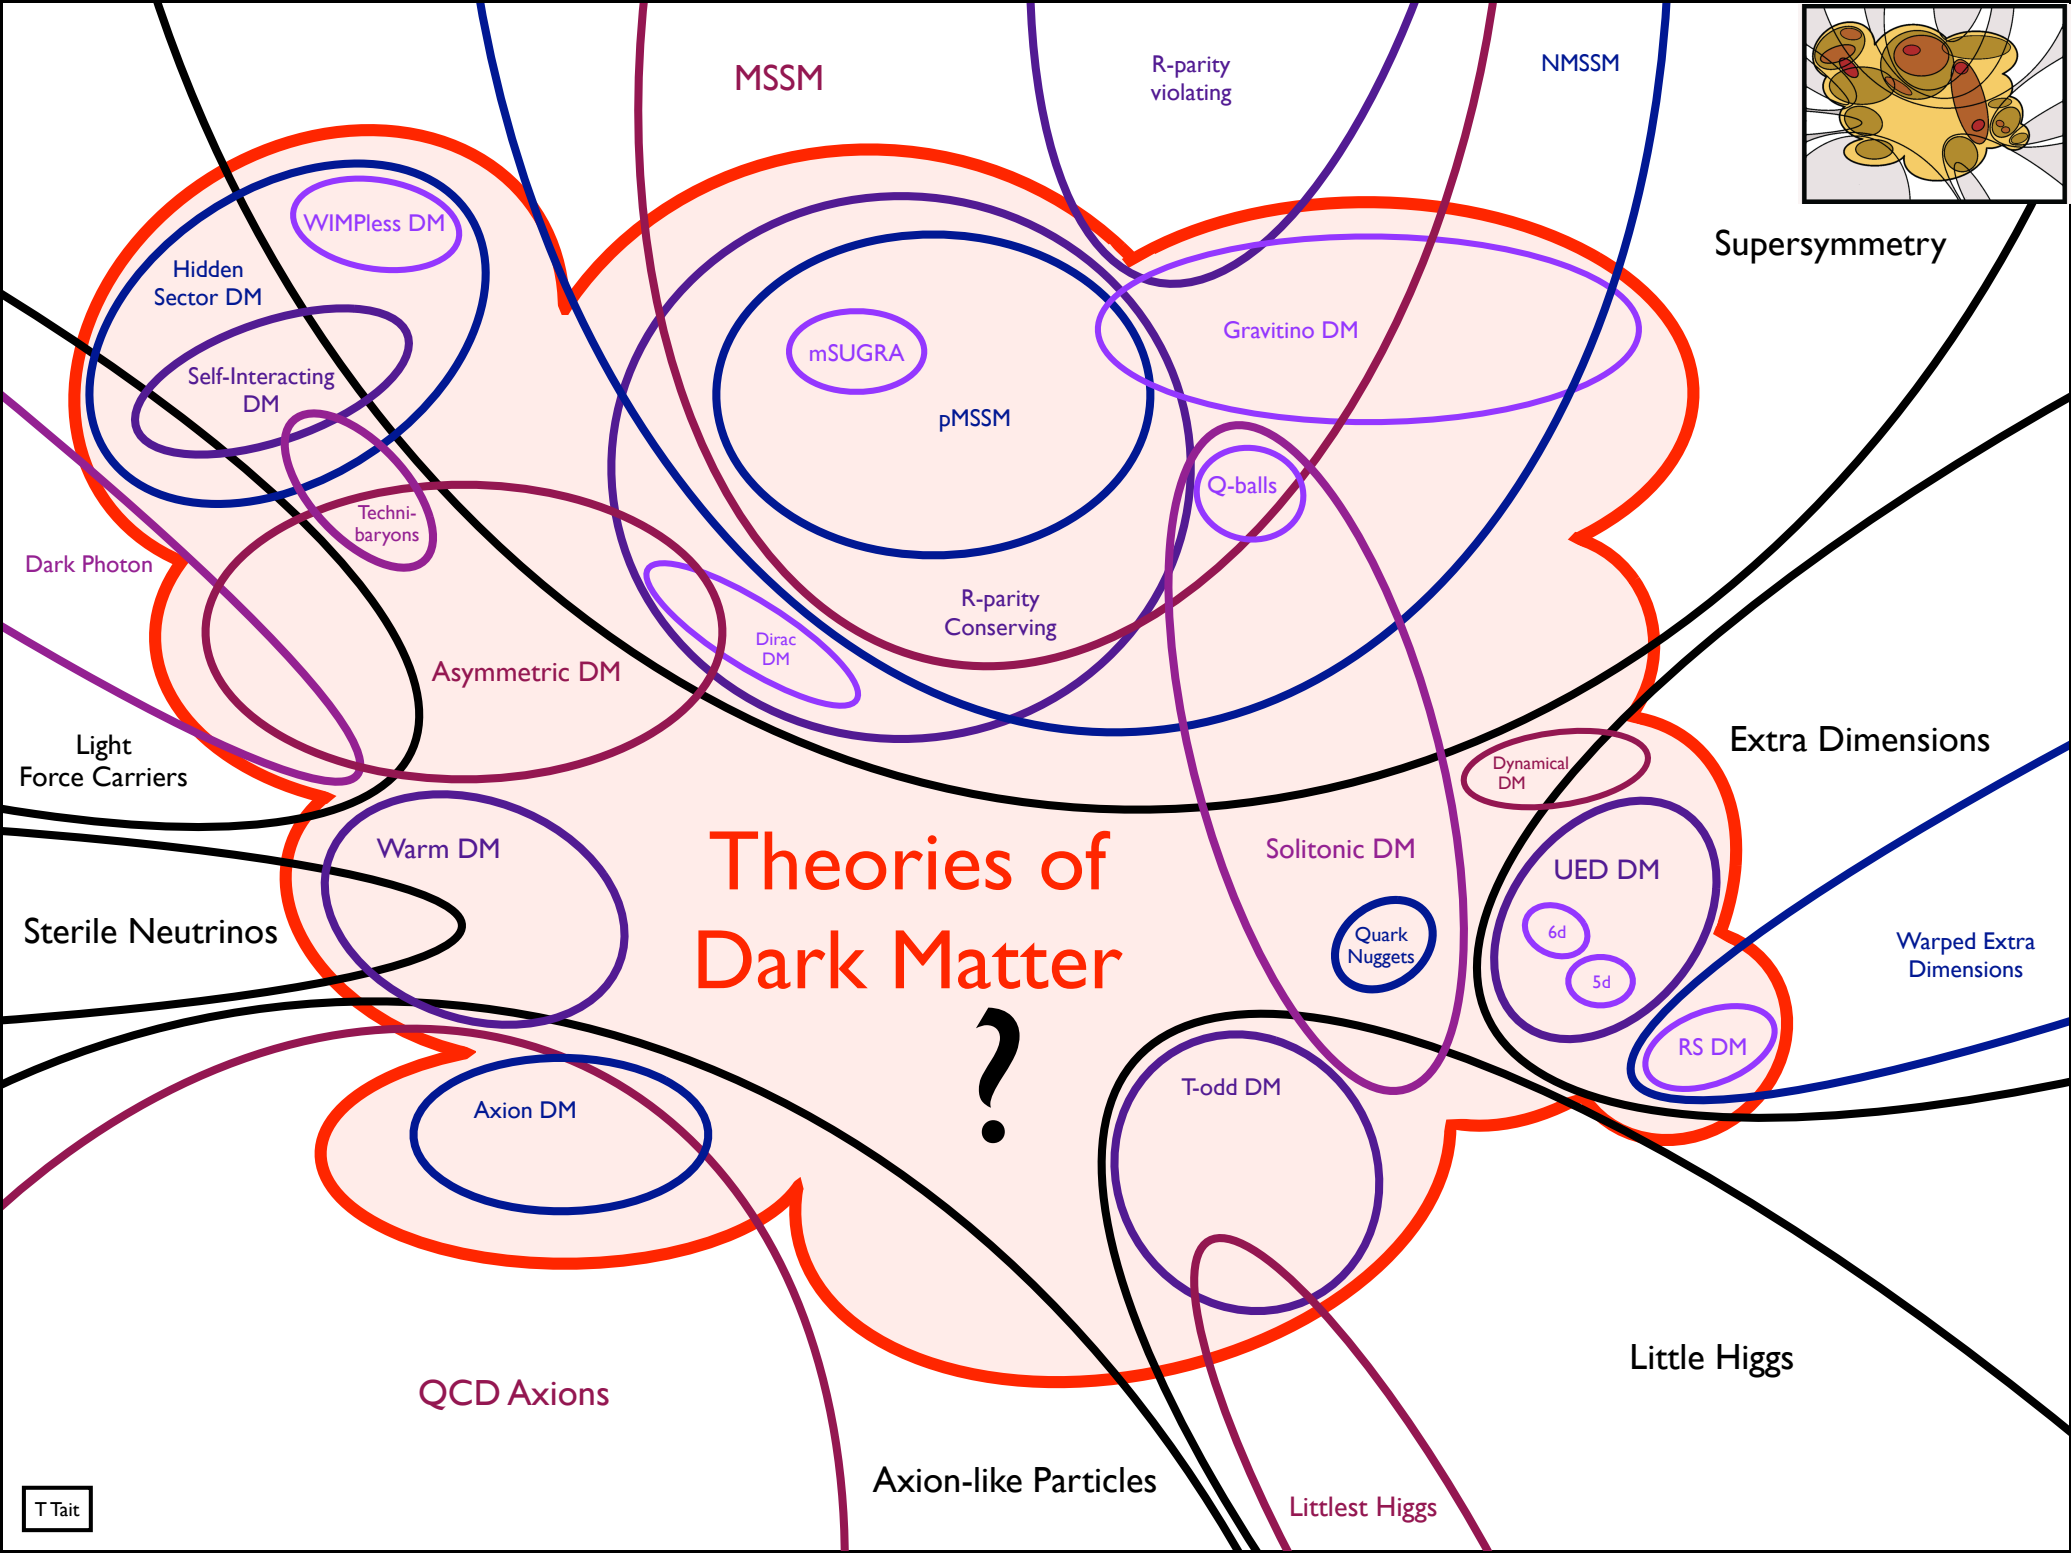 MSSM
R-parity
violating
NMSSM
Supersymmetry
WIMPless DM
Hidden
Sector DM
Self-Interacting
DM
mSUGRA
pMSSM
Gravitino DM
Q-balls
Techni-
baryons
Dark Photon
R-parity
Conserving
Dirac
DM
Asymmetric DM
Light
Force Carriers
Extra Dimensions
Dynamical
DM
Warm DM
Theories of
Dark Matter
?
Solitonic DM
UED DM
6d
5d
Quark
Nuggets
Sterile Neutrinos
Warped Extra
Dimensions
RS DM
T-odd DM
Axion DM
Little Higgs
QCD Axions
Axion-like Particles
Littlest Higgs
T Tait